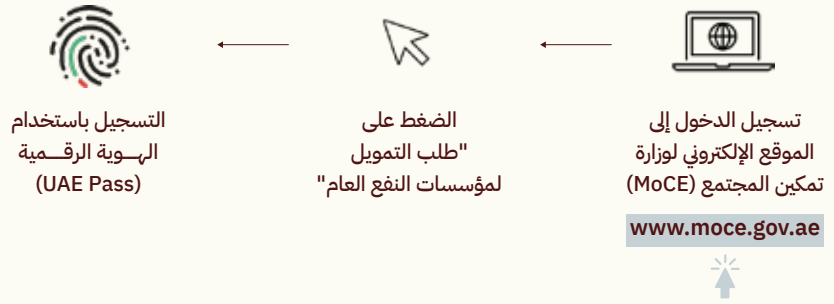 تسجيل الدخول إلى
الموقع الإلكتروني لوزارة
تمكين المجتمع (MoCE)
www.moce.gov.ae
الضغط على
"طلب التمويل
لمؤسسات النفع العام"
التسجيل باستخدام
الهـــوية الرقـــمية
(UAE Pass)